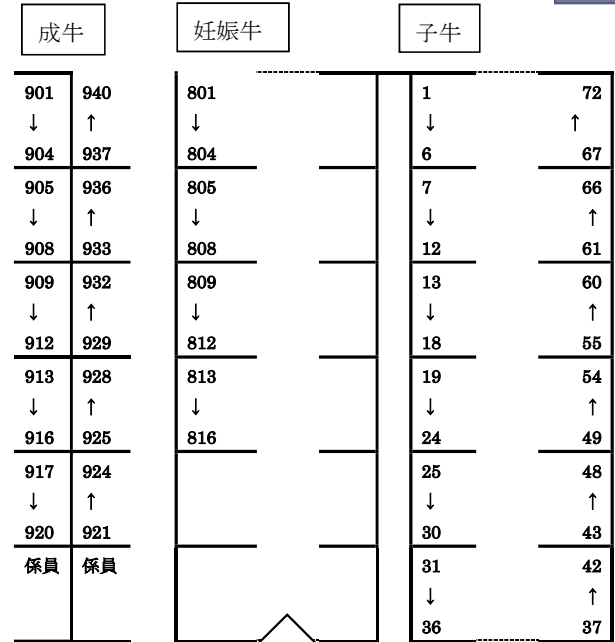 成牛 妊娠牛 子牛
901 940 801 1 72
↓ ↑ ↓ ↓ ↑
904 937 804 6 67
905 936 805 7 66
↓ ↑ ↓ ↓ ↑
908 933 808 12 61
909 932 809 13 60
↓ ↑ ↓ ↓ ↑
912 929 812 18 55
913 928 813 19 54
↓ ↑ ↓ ↓ ↑
916 925 816 24 49
917 924 25 48
↓ ↑ ↓ ↑
920 921 30 43
係員 係員 31 42
↓ ↑
36 37